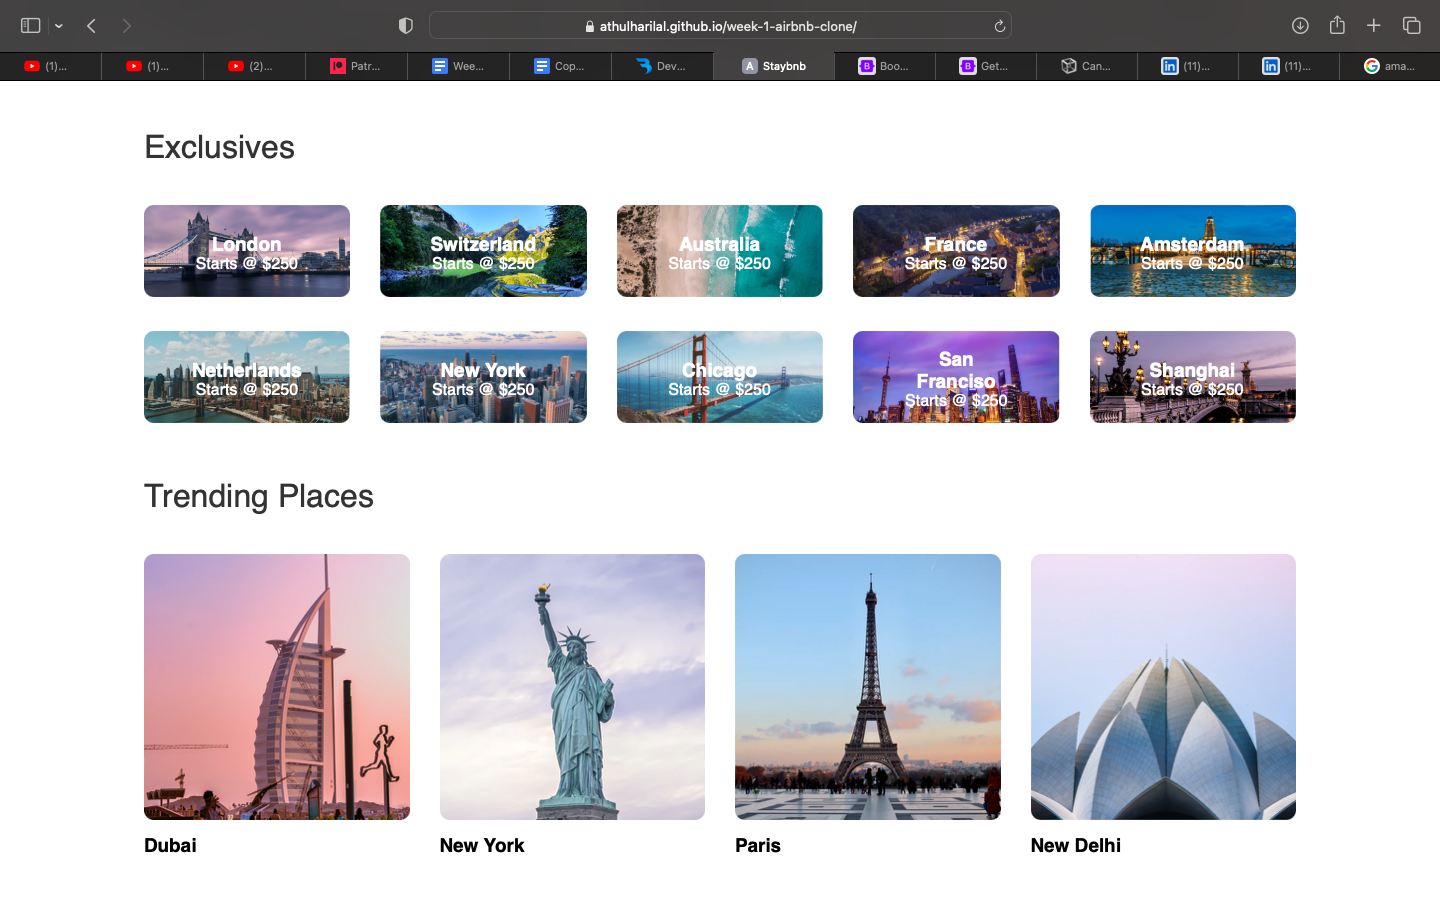 athulharilal.github.io/week-1-airbnb-clone/
(1)...
(1)...
(2)...
Patr...
Wee...
Cop...
Dev...
A Staybnb
B Boo...
B Get...
Can...
in (11)...
in (11)...
G ama...
Exclusives
London
Starts @ $250
Switzerland
Starts @ $250
Australia
Starts @ $250
France
Starts @ $250
Amsterdam
Starts @ $250
Netherlands
Starts @ $250
New York
Starts @ $250
Chicago
Starts @ $250
San
Franciso
Starts @ $250
Shanghai
Starts @ $250
Trending Places
Dubai
New York
Paris
New Delhi